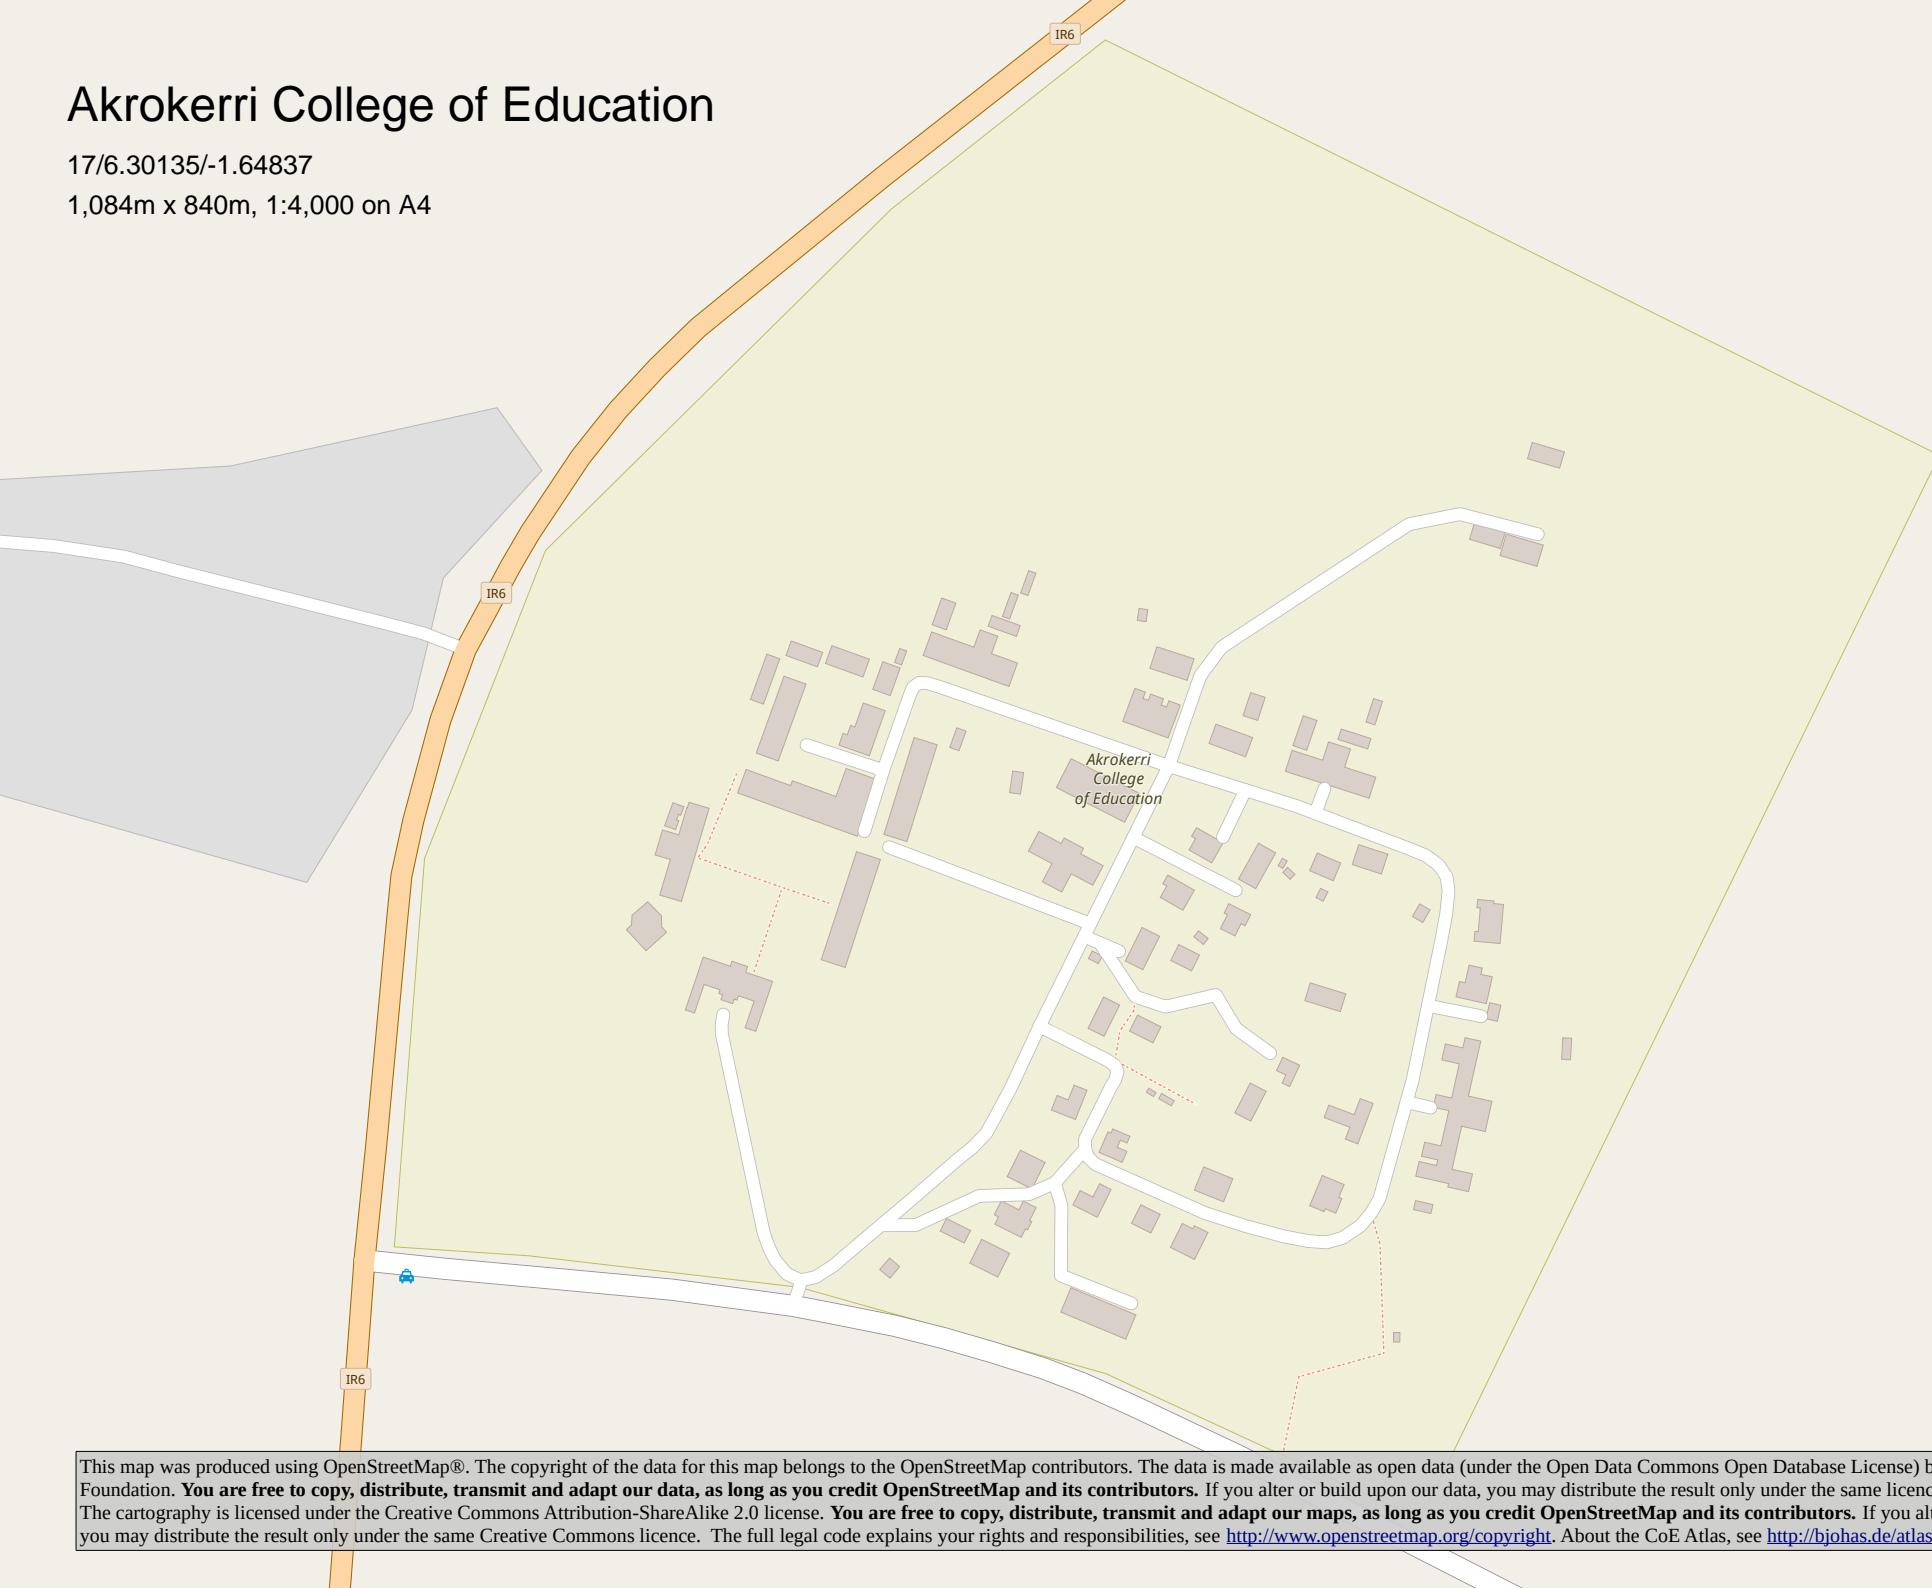 IR6
Akrokerri College of Education
17/6.30135/-1.64837
1,084m x 840m, 1:4,000 on A4
IR6
Akrokerri
College
of Education
IR6
This map was produced using OpenStreetMap®. The copyright of the data for this map belongs to the OpenStreetMap contributors. The data is made available as open data (under the Open Data Commons Open Database License) b
Foundation. You are free to copy, distribute, transmit and adapt our data, as long as you credit OpenStreetMap and its contributors. If you alter or build upon our data, you may distribute the result only under the same licenc
The cartography is licensed under the Creative Commons Attribution-ShareAlike 2.0 license. You are free to copy, distribute, transmit and adapt our maps, as long as you credit OpenStreetMap and its contributors. If you alt
you may distribute the result only under the same Creative Commons licence. The full legal code explains your rights and responsibilities, see http://www.openstreetmap.org/copyright. About the CoE Atlas, see http://bjohas.de/atlas